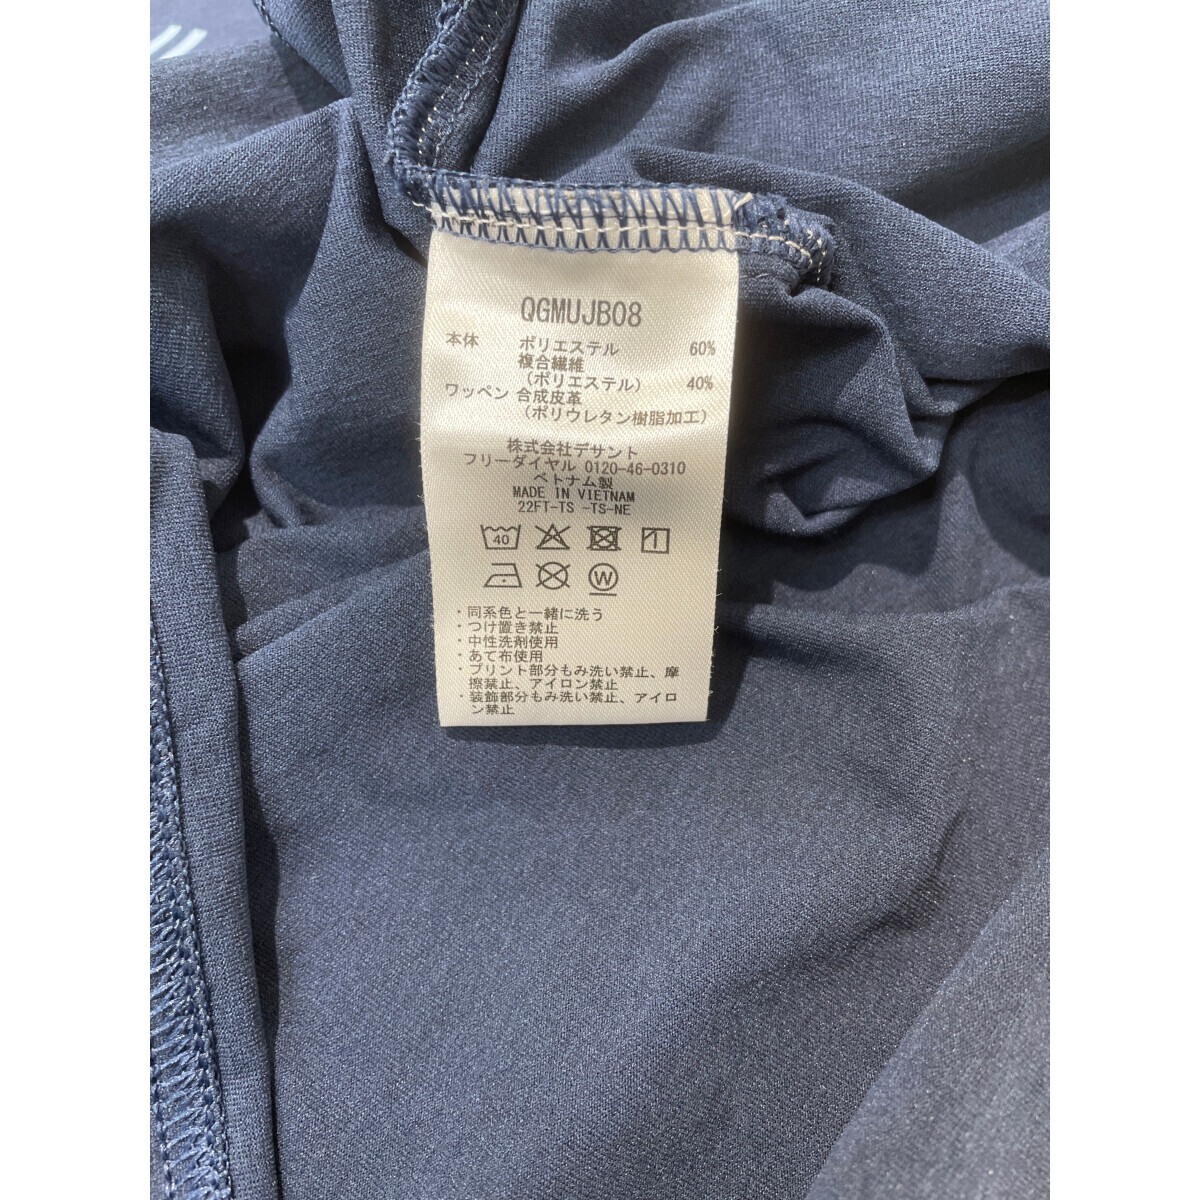 QGMUJB08
本体 ポリエステル 60%
複合繊維
（ポリエステル） 40%
ワッペン 合成皮革
（ポリウレタン樹脂加工）
株式会社デサント
フリーダイヤル 0120-46-0310
ベトナム製
MADE IN VIETNAM
22FT-TS -TS-NE
40
W
・同系色と一緒に洗う
・つけ置き禁止
・中性洗剤使用
・あて布使用
・プリント部分もみ洗い禁止、摩
擦禁止、アイロン禁止
・装飾部分もみ洗い禁止、アイロ
ン禁止